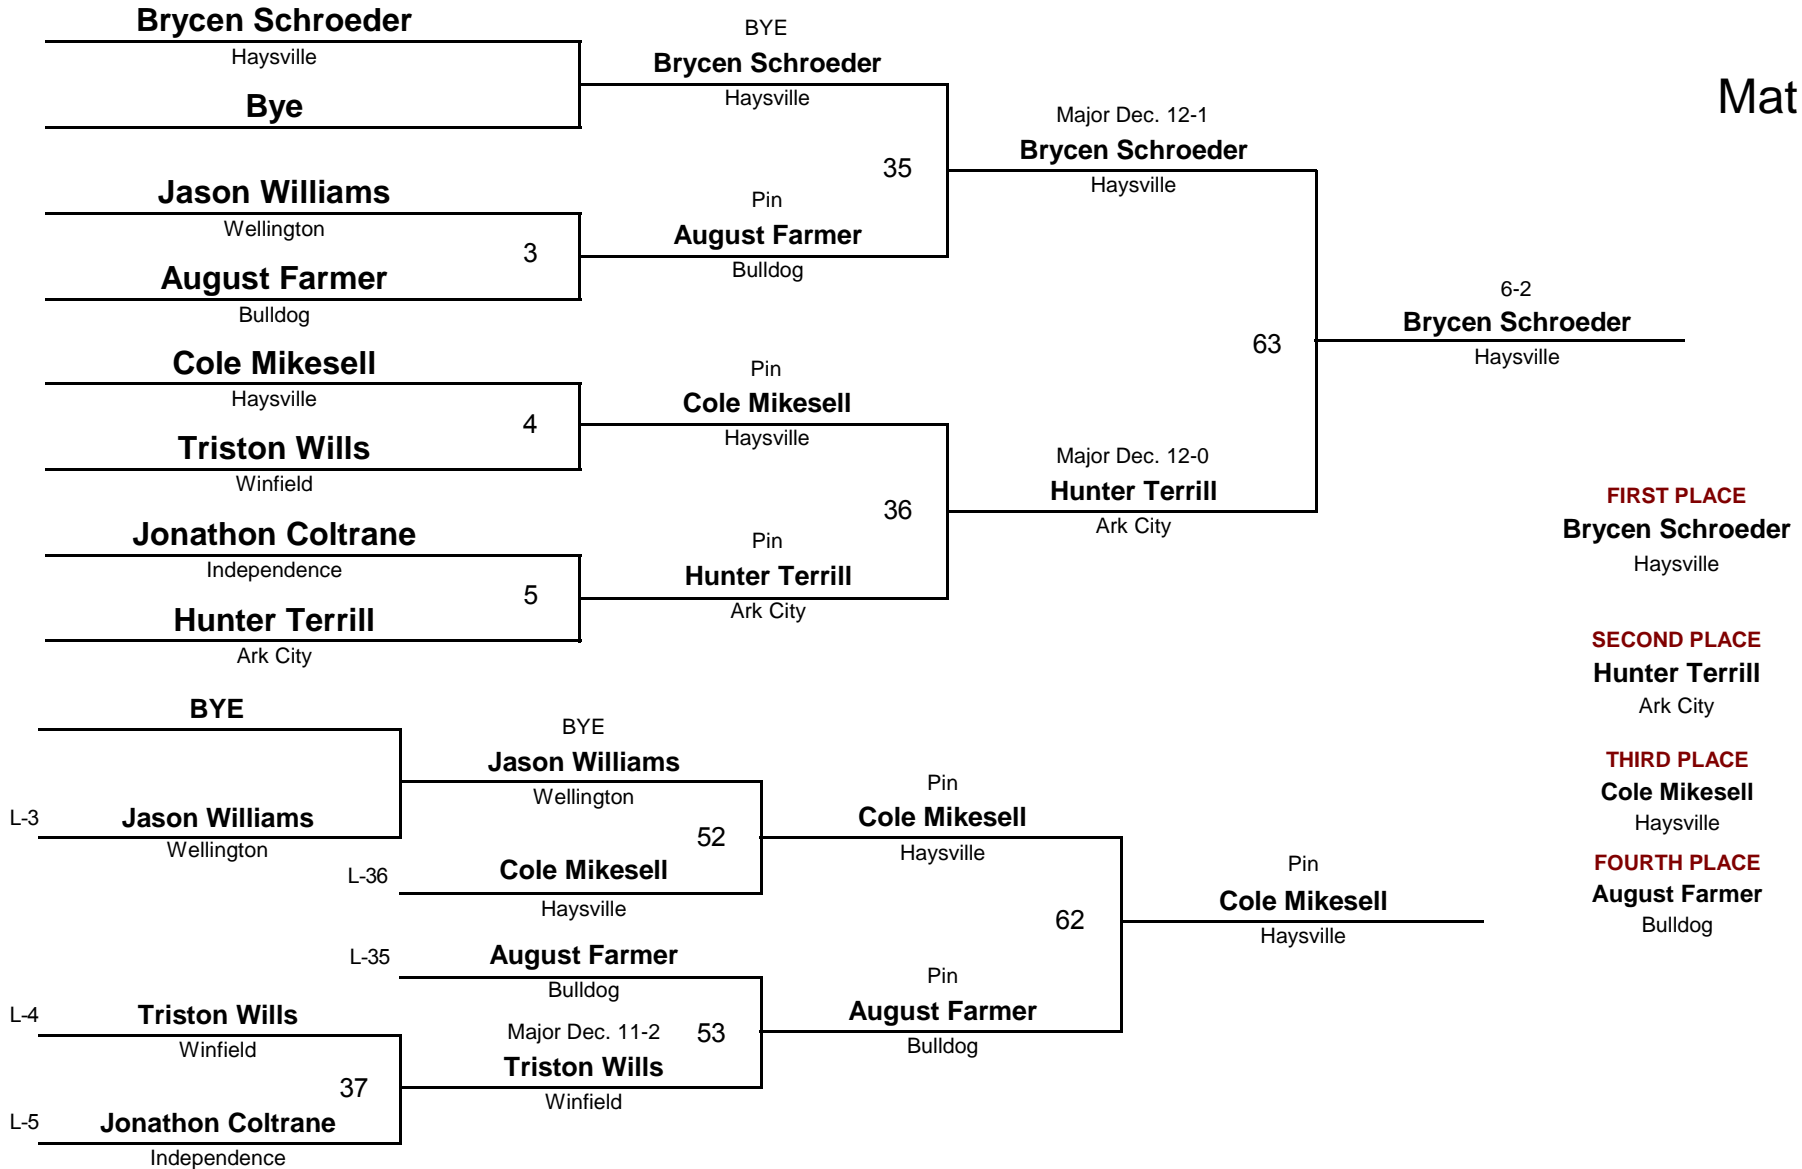 Brycen Schroeder
Haysville
Bye
Jason Williams
Wellington
3
August Farmer
Bulldog
Cole Mikesell
Haysville
4
Triston Wills
Winfield
Jonathon Coltrane
Independence
5
Hunter Terrill
Ark City
BYE
Brycen Schroeder
Haysville
35
Pin
August Farmer
Bulldog
Pin
Cole Mikesell
Haysville
36
Pin
Hunter Terrill
Ark City
Major Dec. 12-1
Brycen Schroeder
Haysville
63
Major Dec. 12-0
Hunter Terrill
Ark City
6-2
Brycen Schroeder
Haysville
Mat
FIRST PLACE
Brycen Schroeder
Haysville
SECOND PLACE
Hunter Terrill
Ark City
THIRD PLACE
Cole Mikesell
Haysville
FOURTH PLACE
August Farmer
Bulldog
BYE
L-3
Jason Williams
Wellington
L-4
Triston Wills
Winfield
37
L-5
Jonathon Coltrane
Independence
BYE
Jason Williams
Wellington
52
L-36
Cole Mikesell
Haysville
L-35
August Farmer
Bulldog
53
Major Dec. 11-2
Triston Wills
Winfield
Pin
Cole Mikesell
Haysville
62
Pin
August Farmer
Bulldog
Pin
Cole Mikesell
Haysville